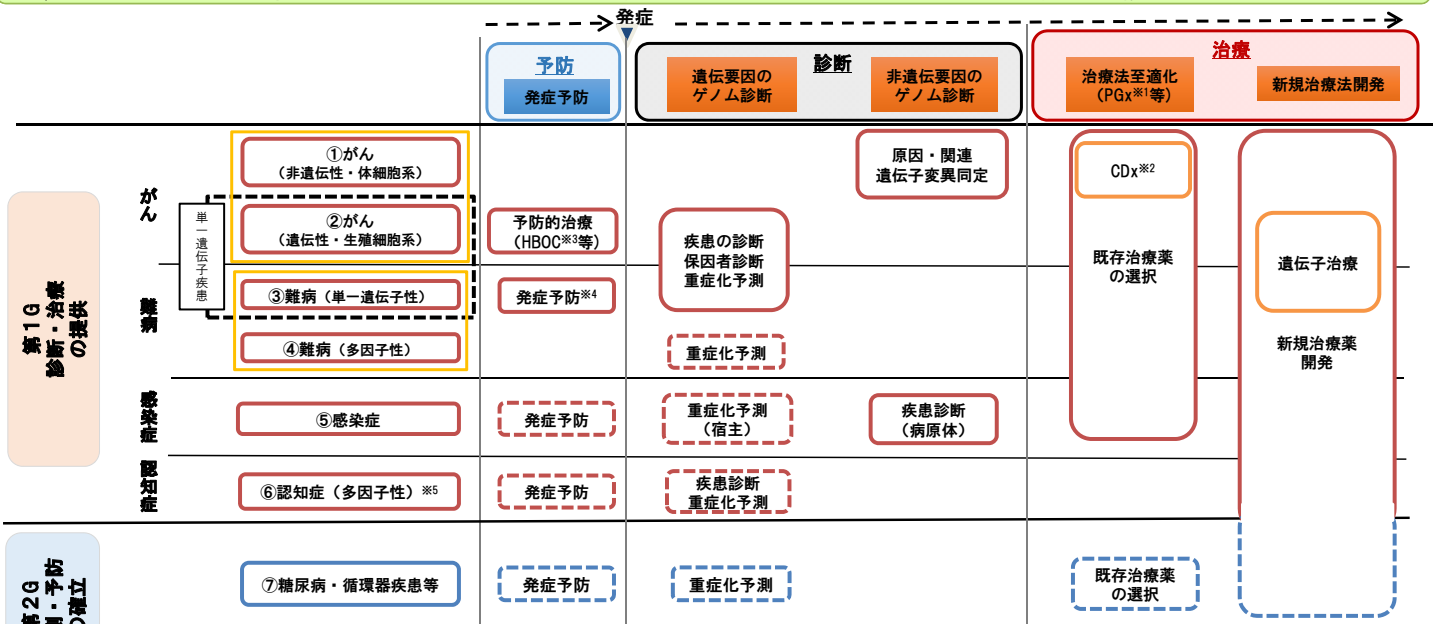 発症
予防
発症予防
診断
遺伝要因の
ゲノム診断
非遺伝要因の
ゲノム診断
治療
治療法至適化
(PGx※1等)
新規治療法開発
第1G
診断・治療
の提供
がん
単一遺伝子疾患
①がん
(非遺伝性・体細胞系)
原因・関連
遺伝子変異同定
CDx※2
②がん
(遺伝性・生殖細胞系)
予防的治療
(HBOC※3等)
疾患の診断
保因者診断
重症化予測
既存治療薬
の選択
遺伝子治療
難病
③難病(単一遺伝子性)
発症予防※4
④難病(多因子性)
重症化予測
新規治療薬
開発
感染症
⑤感染症
発症予防
重症化予測
(宿主)
疾患診断
(病原体)
認知症
⑥認知症(多因子性)※5
発症予防
疾患診断
重症化予測
第2G
・予防
確立
⑦糖尿病・循環器疾患等
発症予防
重症化予測
既存治療薬
の選択